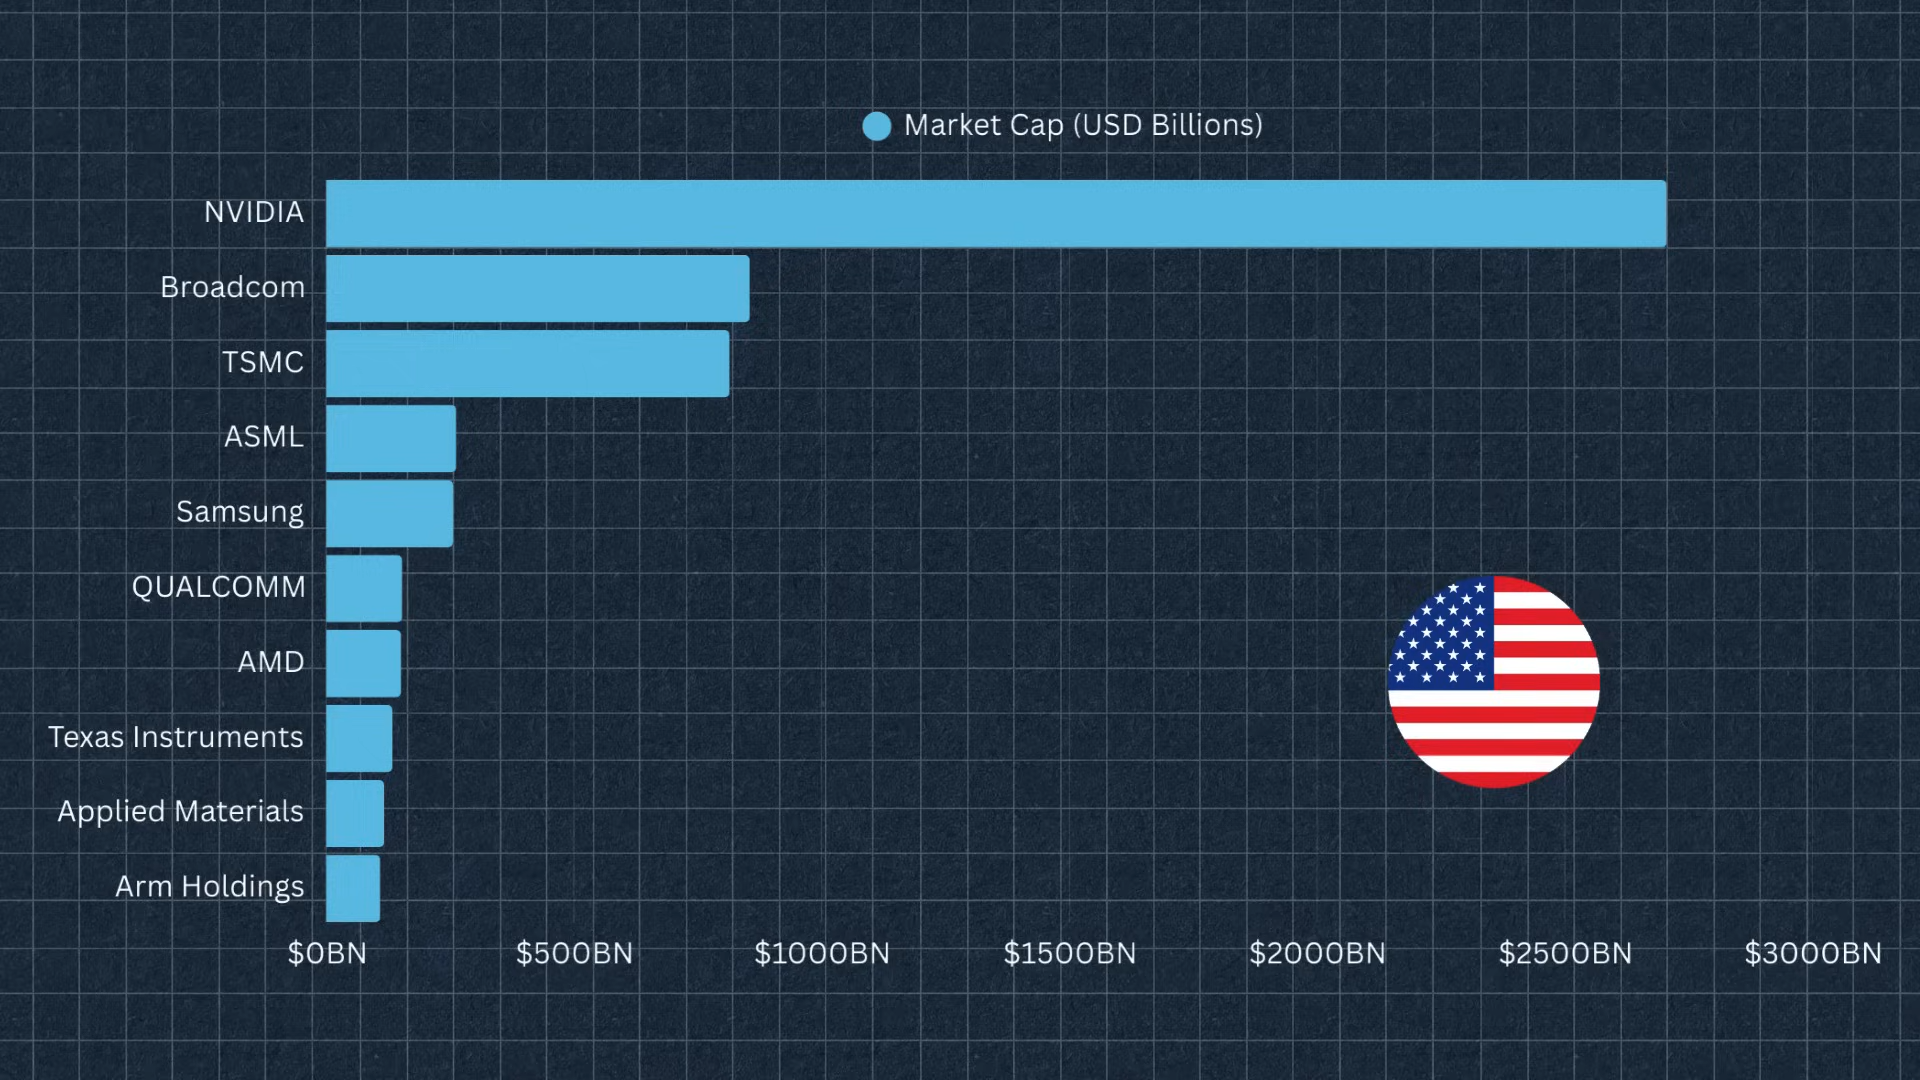 Market Cap (USD Billions)
NVIDIA
Broadcom
TSMC
ASML
Samsung
QUALCOMM
AMD
Texas Instruments
Applied Materials
Arm Holdings
$0BN $500BN $1000BN $1500BN $2000BN $2500BN $3000BN